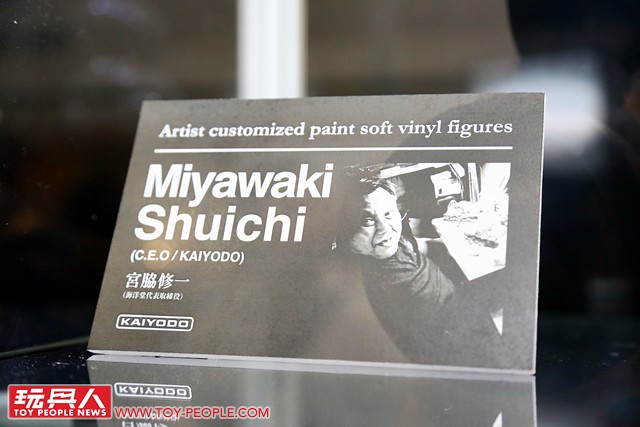 Artist customized paint soft vinyl figures
Miyawaki
Shuichi
(C.E.O / KAIYODO)
宮脇修一
(海洋堂代表取締役)
KAIYODO
KAIYODO
玩具人
TOY PEOPLE NEWS
WWW.TOY-PEOPLE.COM